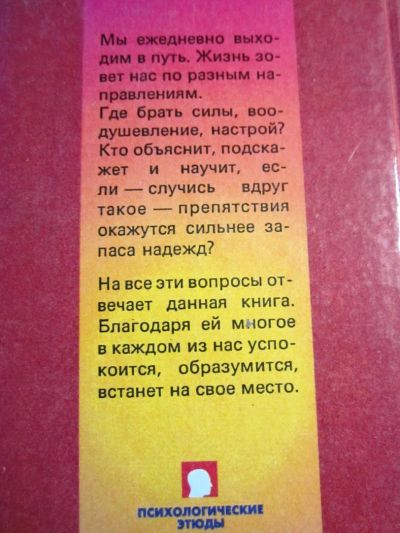 Мы ежедневно выхо-
дим в путь. Жизнь зо-
вет нас по разным на-
правлениям.
Где брать силы, воо-
душевление, настрой?
Кто объяснит, подска-
жет и научит, ес-
ли — случись вдруг
такое — препятствия
окажутся сильнее за-
паса надежд?
На все эти вопросы от-
вечает данная книга.
Благодаря ей многое
в каждом из нас успо-
коится, образумится,
встанет на свое место.
ПСИХОЛОГИЧЕСКИЕ
ЭТЮДЫ